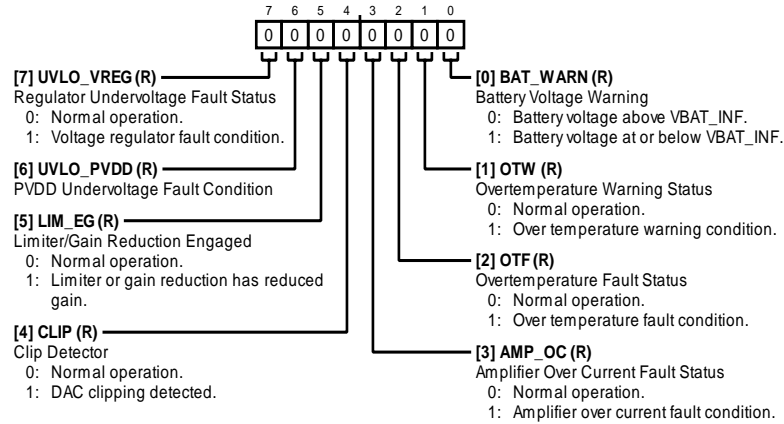 7 6 5 4 3 2 1 0
0 0 0 0 0 0 0 0
[7] UVLO_VREG (R)
Regulator Undervoltage Fault Status
0: Normal operation.
1: Voltage regulator fault condition.
[6] UVLO_PVDD (R)
PVDD Undervoltage Fault Condition
[5] LIM_EG (R)
Limiter/Gain Reduction Engaged
0: Normal operation.
1: Limiter or gain reduction has reduced
gain.
[4] CLIP (R)
Clip Detector
0: Normal operation.
1: DAC clipping detected.
[0] BAT_WARN (R)
Battery Voltage Warning
0: Battery voltage above VBAT_INF.
1: Battery voltage at or below VBAT_INF.
[1] OTW (R)
Overtemperature Warning Status
0: Normal operation.
1: Over temperature warning condition.
[2] OTF (R)
Overtemperature Fault Status
0: Normal operation.
1: Over temperature fault condition.
[3] AMP_OC (R)
Amplifier Over Current Fault Status
0: Normal operation.
1: Amplifier over current fault condition.